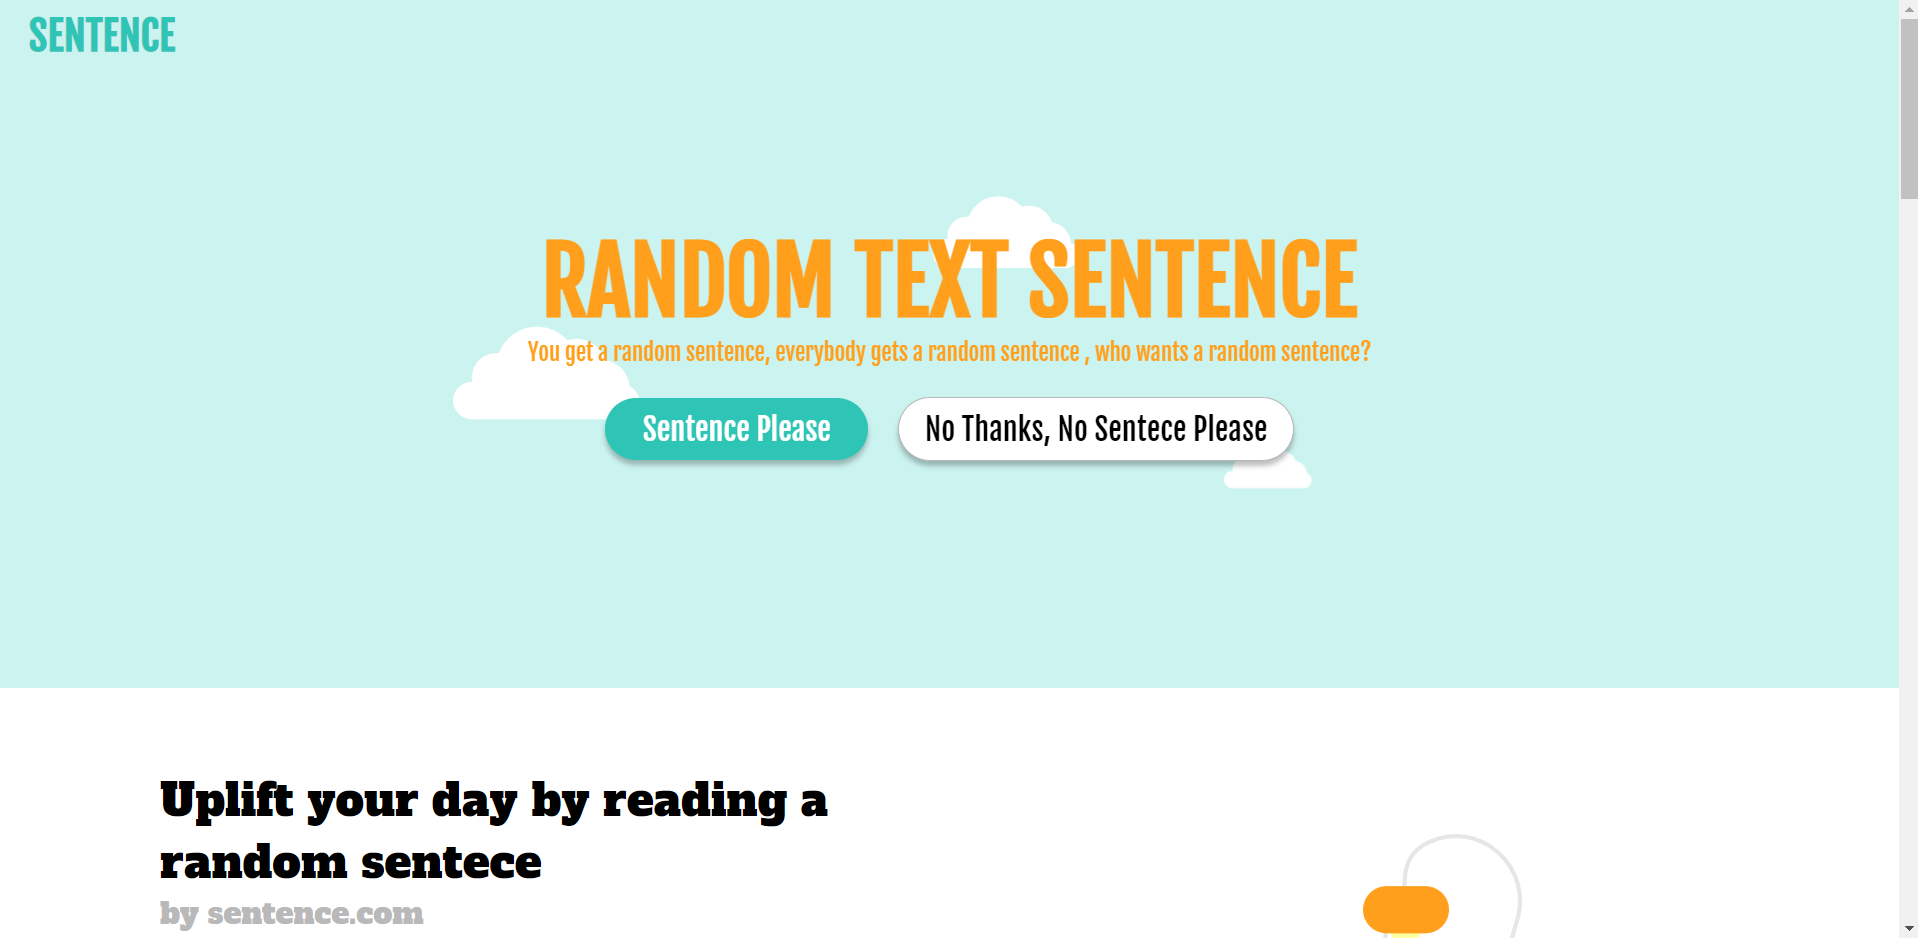 SENTENCE
RANDOM TEXT SENTENCE
You get a random sentence, everybody gets a random sentence , who wants a random sentence?
Sentence Please
No Thanks, No Sentece Please
Uplift your day by reading a
random sentece
by sentence.com